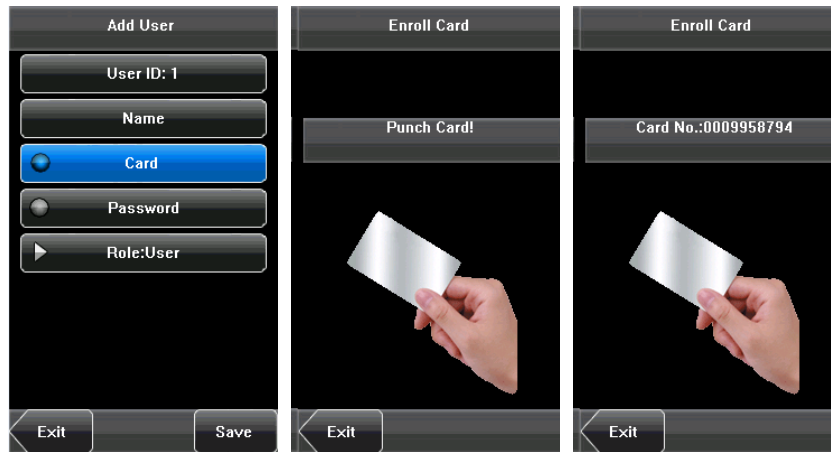 Add User
User ID: 1
Name
Card
Password
Role:User
Exit
Save
Enroll Card
Punch Card!
Exit
Enroll Card
Card No.:0009958794
Exit